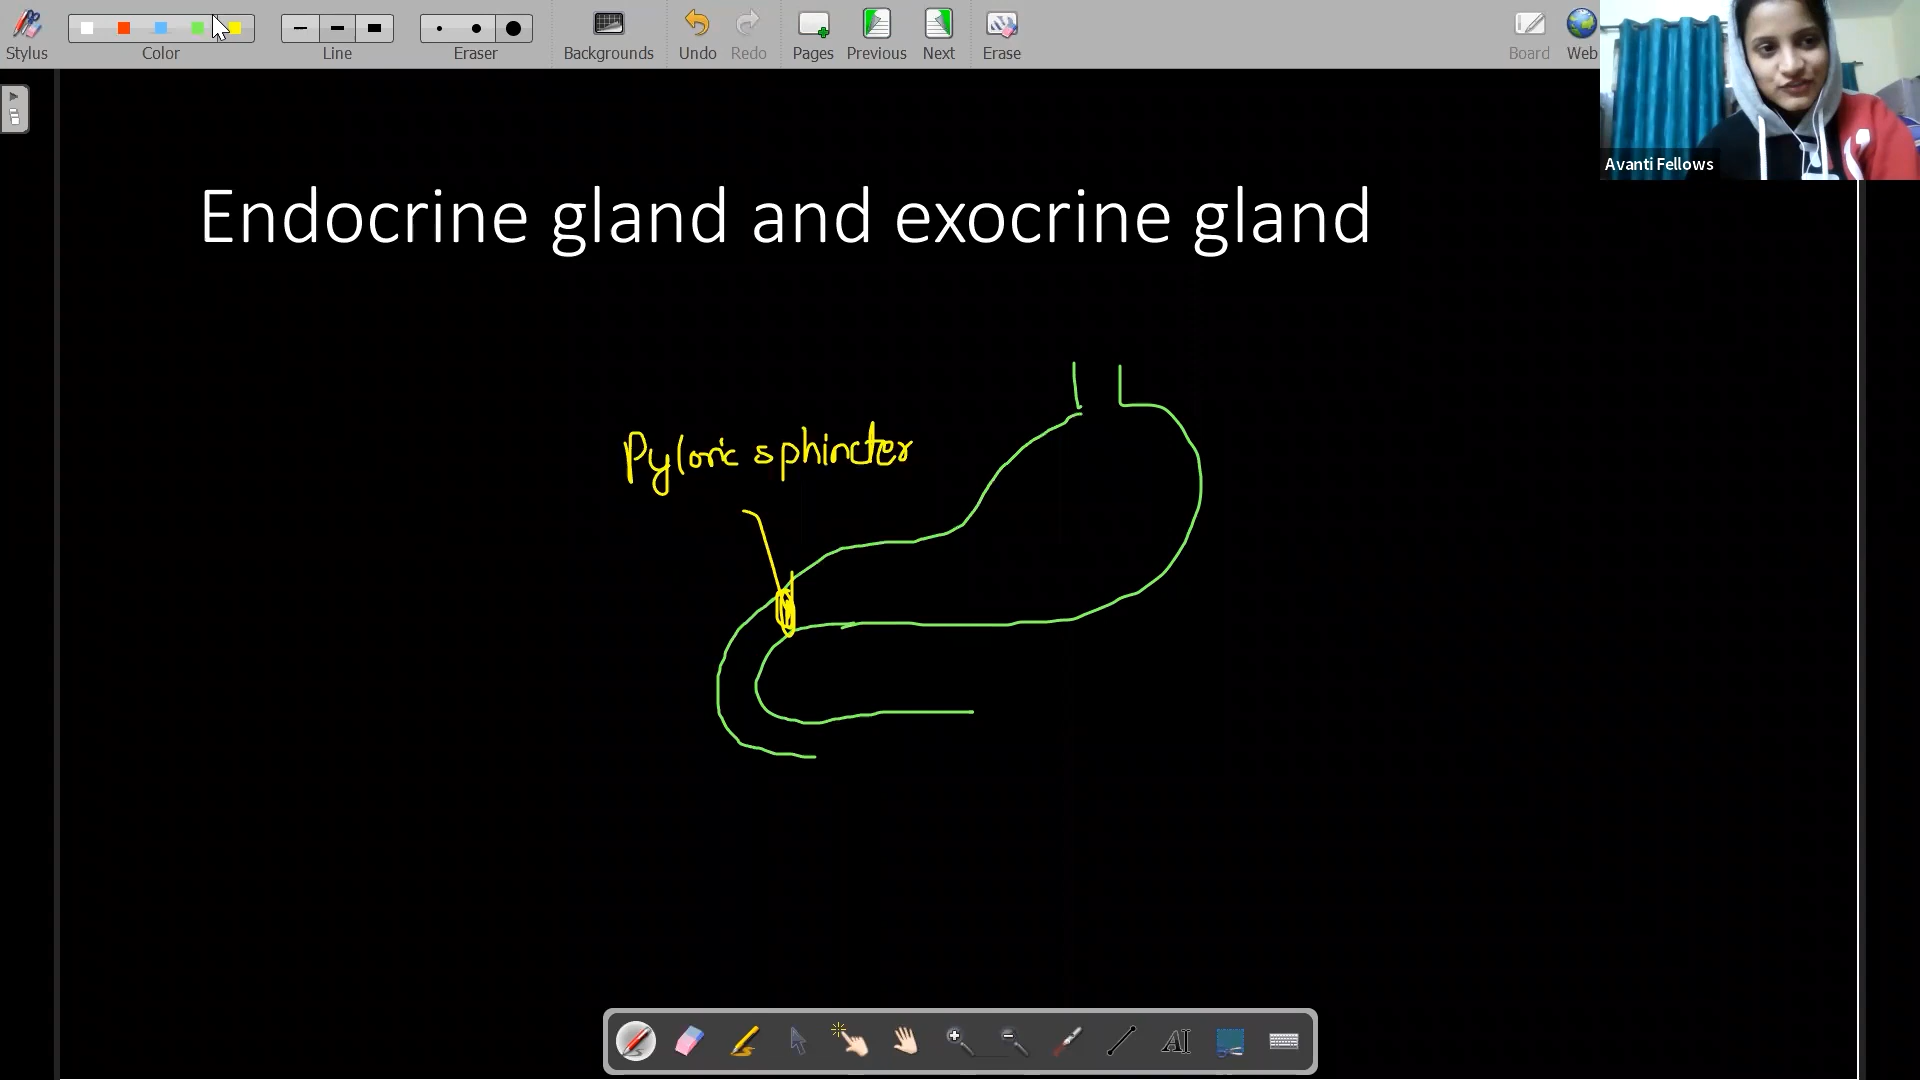 Stylus
Color
Line
Eraser
Backgrounds
Undo
Redo
Pages
Previous
Next
Erase
Board
Web
Avanti Fellows
Endocrine gland and exocrine gland
Pyloric sphincter
AI